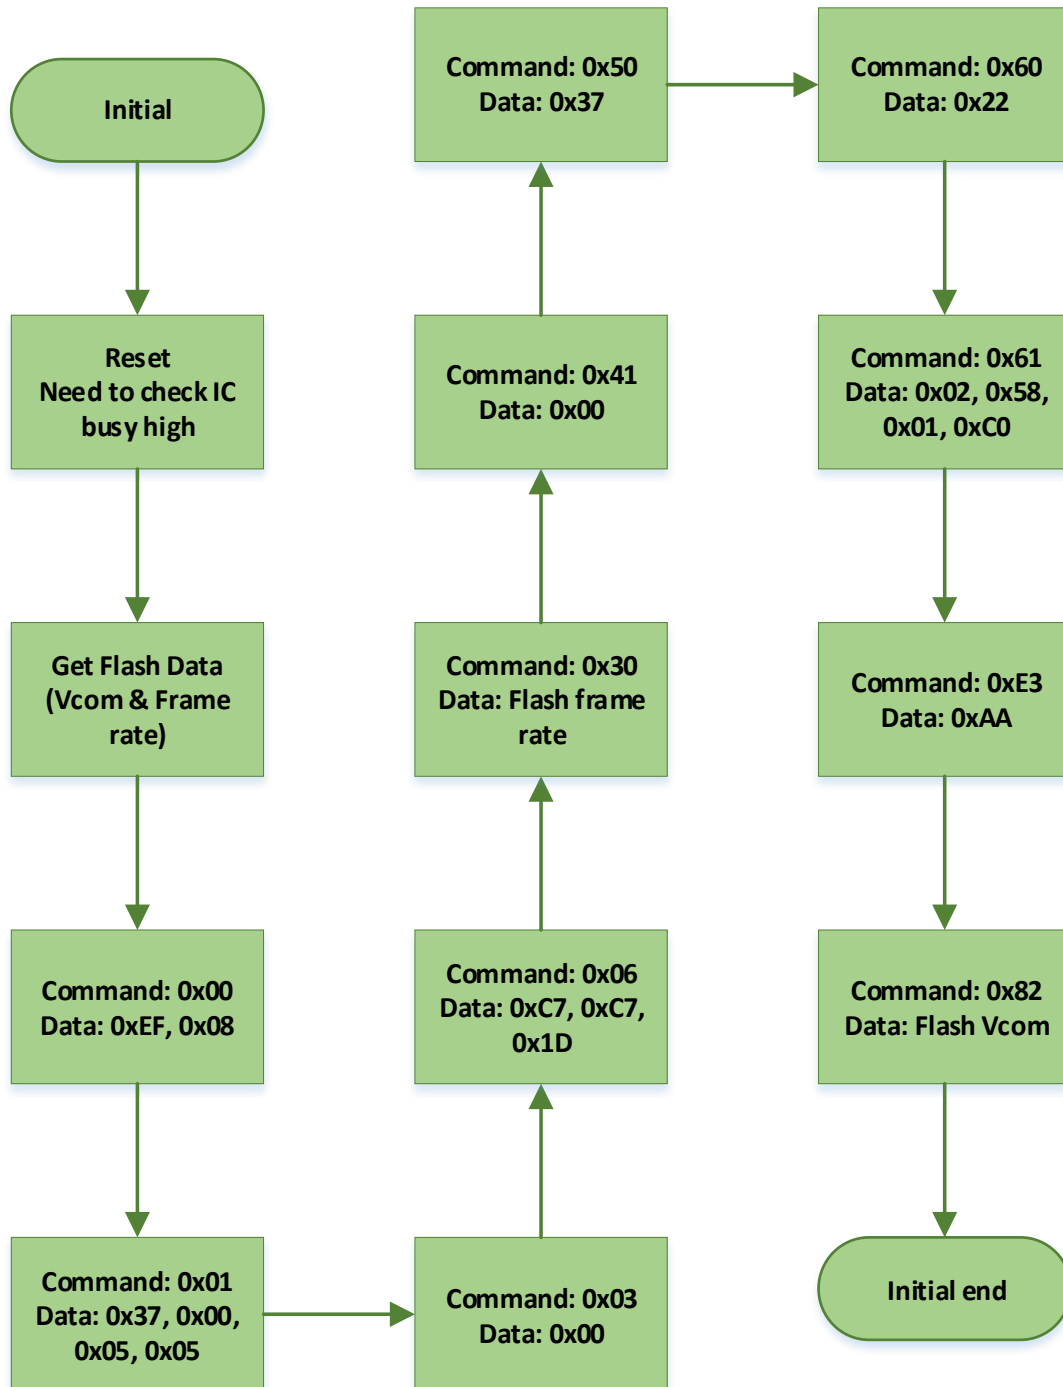 Initial
Reset
Need to check IC
busy high
Get Flash Data
(Vcom & Frame
rate)
Command: 0x00
Data: 0xEF, 0x08
Command: 0x01
Data: 0x37, 0x00,
0x05, 0x05
Command: 0x03
Data: 0x00
Command: 0x06
Data: 0xC7, 0xC7,
0x1D
Command: 0x30
Data: Flash frame
rate
Command: 0x41
Data: 0x00
Command: 0x50
Data: 0x37
Command: 0x60
Data: 0x22
Command: 0x61
Data: 0x02, 0x58,
0x01, 0xC0
Command: 0xE3
Data: 0xAA
Command: 0x82
Data: Flash Vcom
Initial end